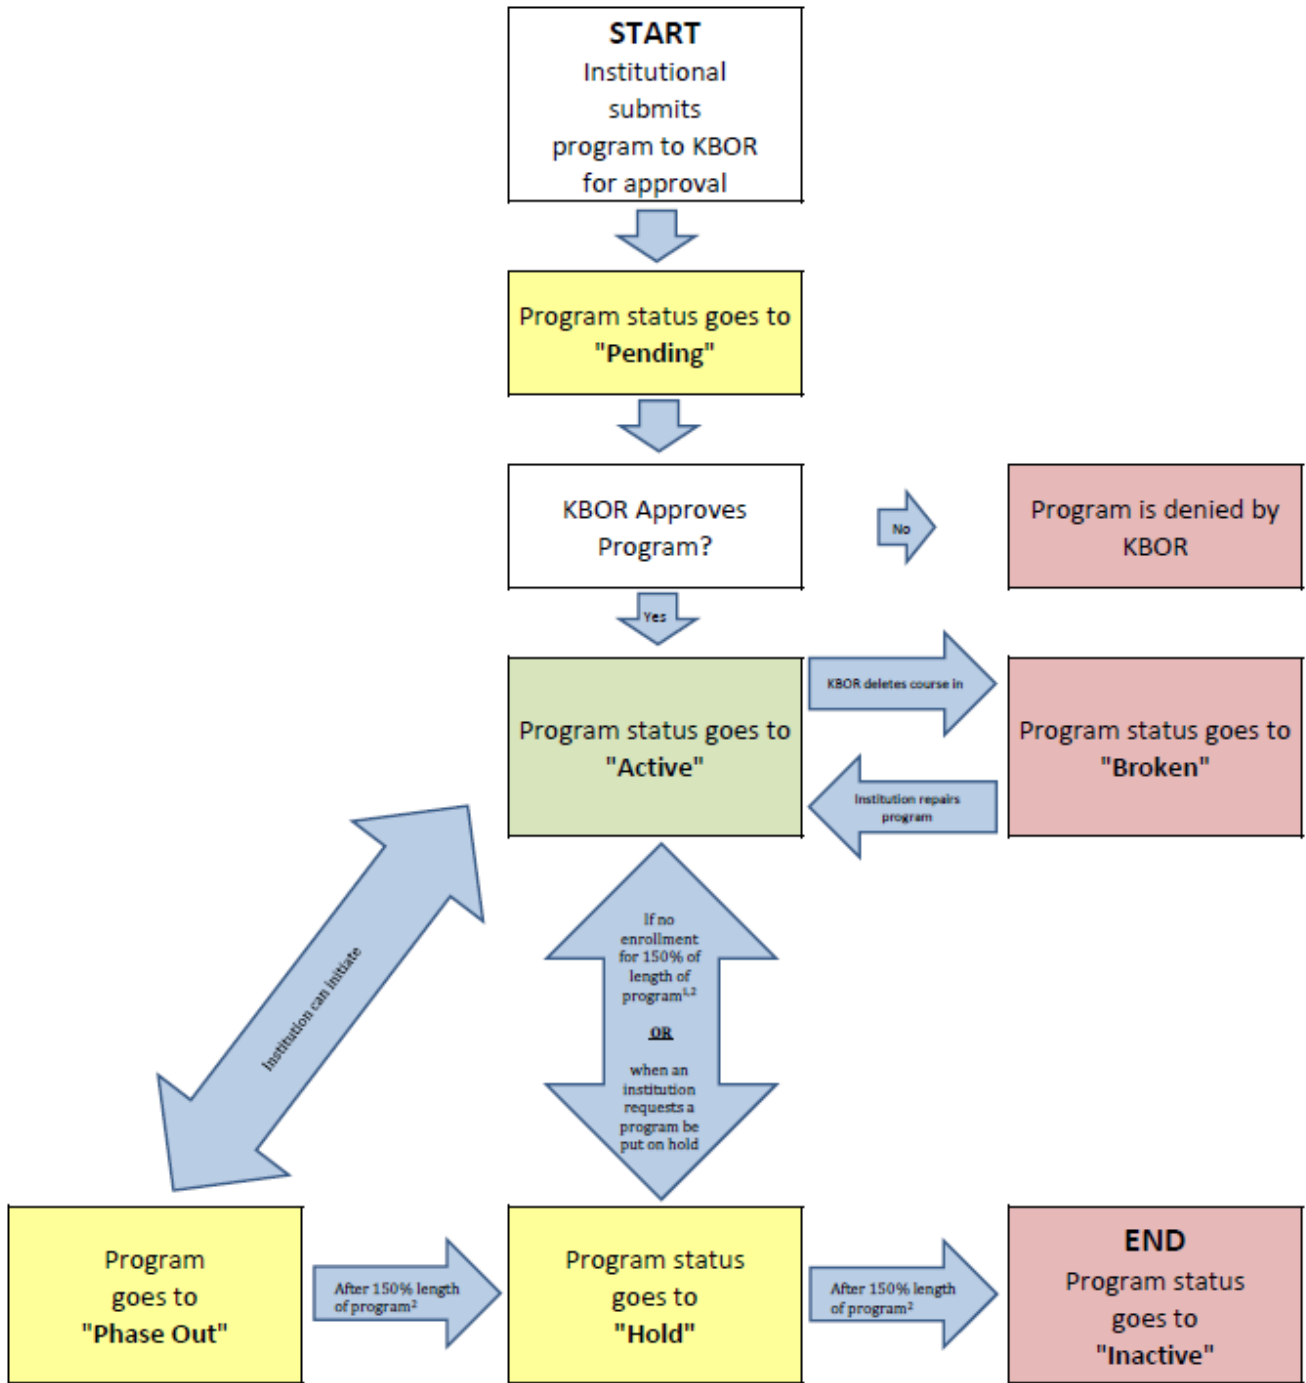 START
Institutional
submits
program to KBOR
for approval
Program status goes to
"Pending"
KBOR Approves
Program?
No
Program is denied by
KBOR
Yes
Program status goes to
"Active"
KBOR deletes course in
Program status goes to
"Broken"
Institution repairs
program
Institution can initiate
If no
enrollment
for 150% of
length of
program1,2
OR
when an
institution
requests a
program be
put on hold
Program
goes to
"Phase Out"
After 150% length
of program2
Program status
goes to
"Hold"
After 150% length
of program2
END
Program status
goes to
"Inactive"